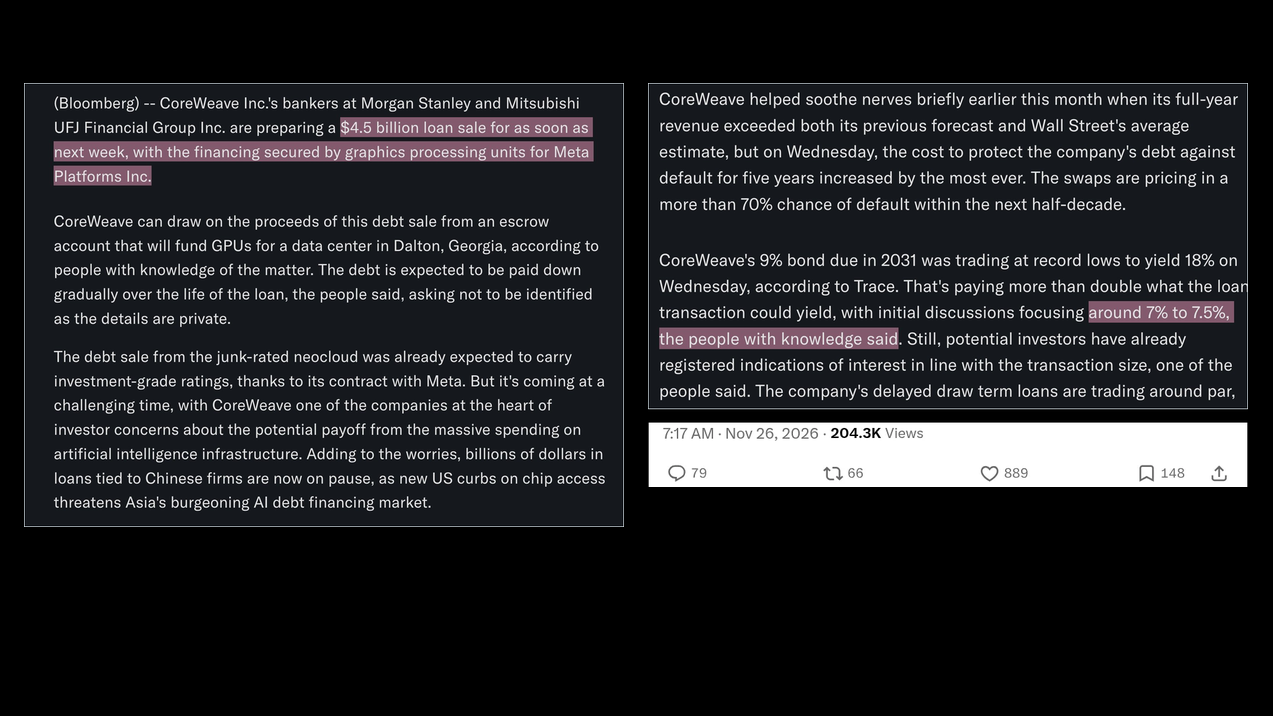 (Bloomberg) -- CoreWeave Inc.'s bankers at Morgan Stanley and Mitsubishi
UFJ Financial Group Inc. are preparing a $4.5 billion loan sale for as soon as
next week, with the financing secured by graphics processing units for Meta
Platforms Inc.
CoreWeave can draw on the proceeds of this debt sale from an escrow
account that will fund GPUs for a data center in Dalton, Georgia, according to
people with knowledge of the matter. The debt is expected to be paid down
gradually over the life of the loan, the people said, asking not to be identified
as the details are private.
The debt sale from the junk-rated neocloud was already expected to carry
investment-grade ratings, thanks to its contract with Meta. But it's coming at a
challenging time, with CoreWeave one of the companies at the heart of
investor concerns about the potential payoff from the massive spending on
artificial intelligence infrastructure. Adding to the worries, billions of dollars in
loans tied to Chinese firms are now on pause, as new US curbs on chip access
threatens Asia's burgeoning AI debt financing market.
CoreWeave helped soothe nerves briefly earlier this month when its full-year
revenue exceeded both its previous forecast and Wall Street's average
estimate, but on Wednesday, the cost to protect the company's debt against
default for five years increased by the most ever. The swaps are pricing in a
more than 70% chance of default within the next half-decade.
CoreWeave's 9% bond due in 2031 was trading at record lows to yield 18% on
Wednesday, according to Trace. That's paying more than double what the loan
transaction could yield, with initial discussions focusing around 7% to 7.5%,
the people with knowledge said. Still, potential investors have already
registered indications of interest in line with the transaction size, one of the
people said. The company's delayed draw term loans are trading around par,
7:17 AM · Nov 26, 2026 · 204.3K Views
79 66 889 148